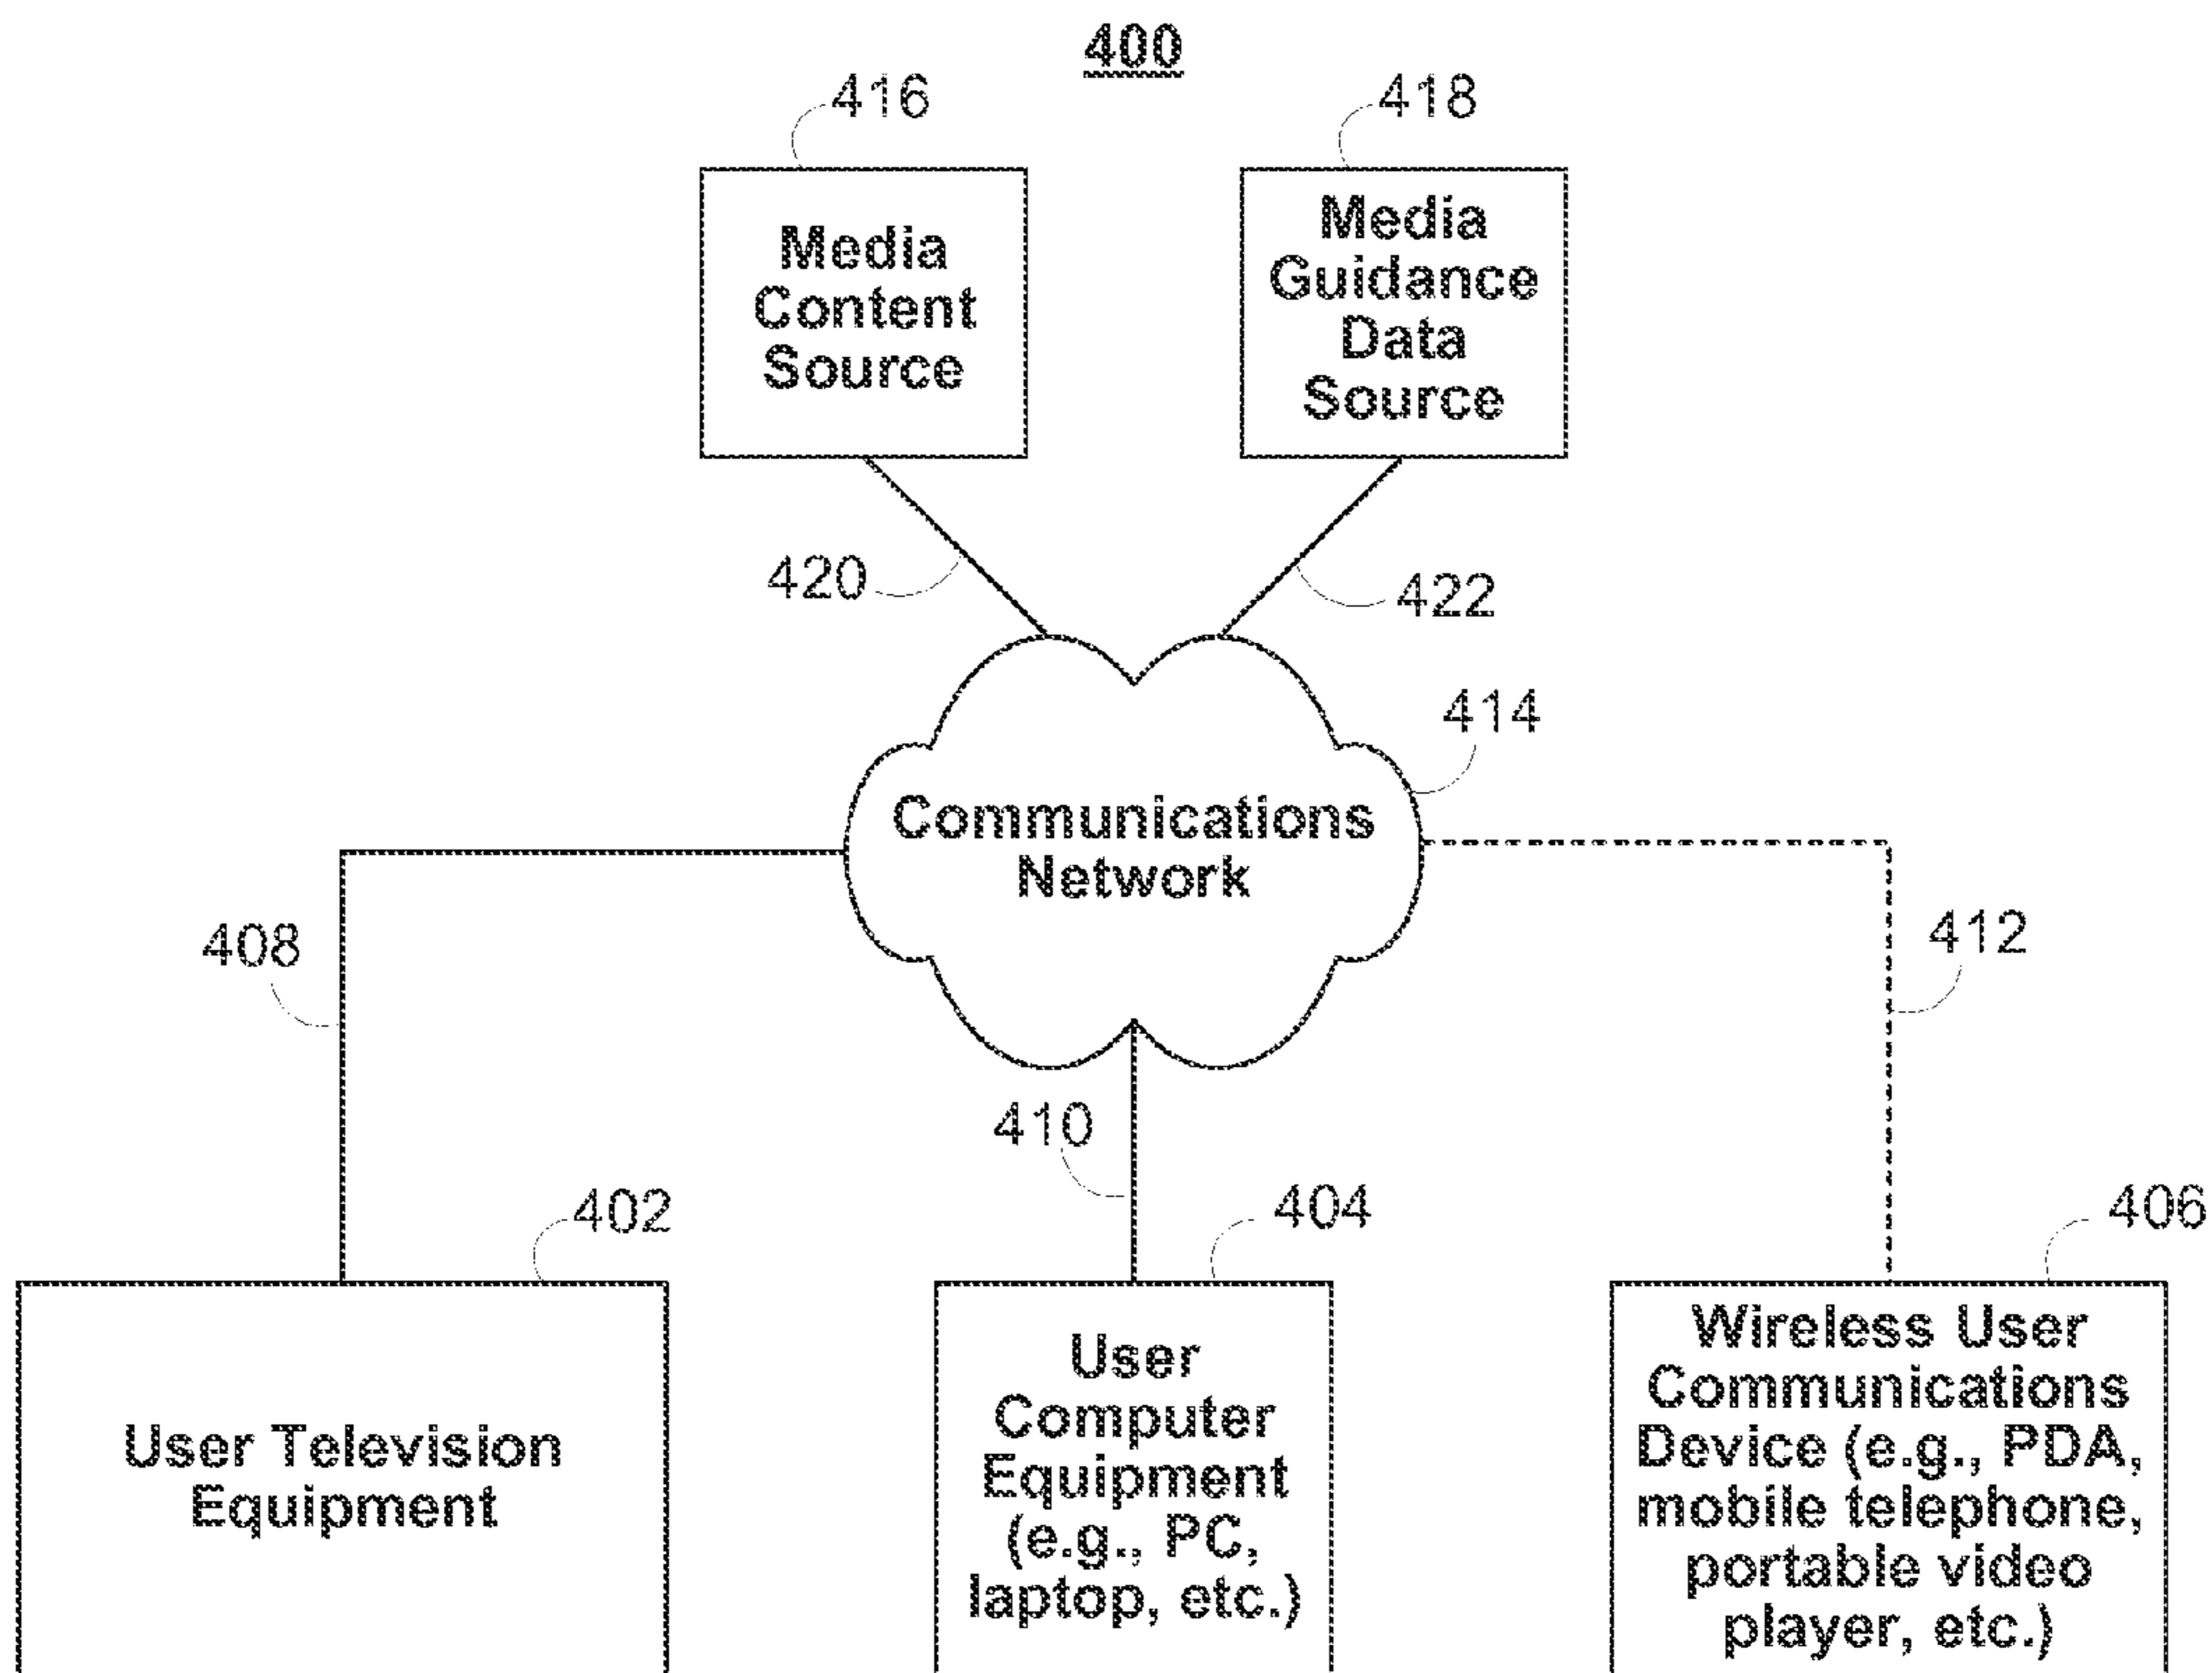 400
416
418
Media
Content
Source
Media
Guidance
Data
Source
420
422
414
Communications
Network
408
412
410
402
404
406
User Television
Equipment
User
Computer
Equipment
(e.g., PC,
laptop, etc.)
Wireless User
Communications
Device (e.g., PDA,
mobile telephone,
portable video
player, etc.)